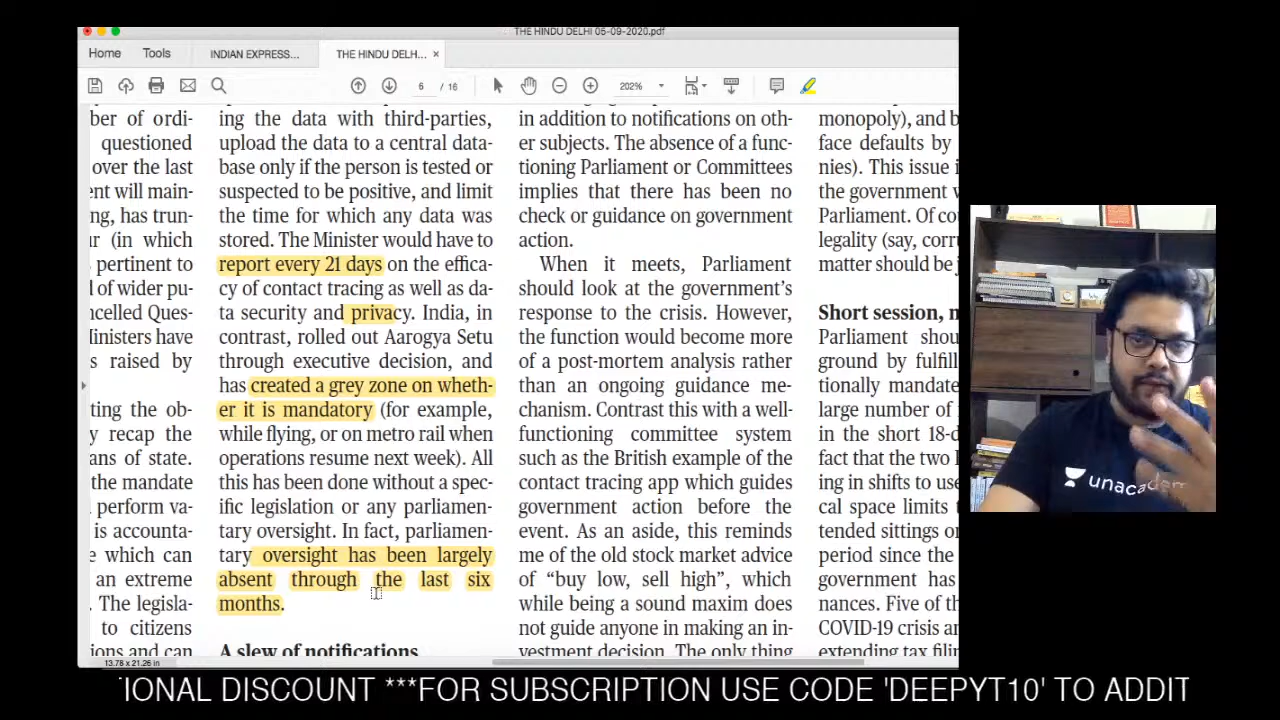 THE HINDU DELHI 05-09-2020.pdf
Home Tools INDIAN EXPRESS... THE HINDU DELH... ×
6 / 16 202%
ber of ordi-
questioned
over the last
ent will main-
ng, has trun-
r (in which
pertinent to
l of wider pu-
ncelled Ques-
inisters have
s raised by
ting the ob-
y recap the
ans of state.
the mandate
perform va-
is accounta-
e which can
an extreme
. The legisla-
to citizens
ions and can
ing the data with third-parties,
upload the data to a central data-
base only if the person is tested or
suspected to be positive, and limit
the time for which any data was
stored. The Minister would have to
report every 21 days on the effica-
cy of contact tracing as well as da-
ta security and privacy. India, in
contrast, rolled out Aarogya Setu
through executive decision, and
has created a grey zone on wheth-
er it is mandatory (for example,
while flying, or on metro rail when
operations resume next week). All
this has been done without a spec-
ific legislation or any parliamen-
tary oversight. In fact, parliamen-
tary oversight has been largely
absent through the last six
months.
A slew of notifications
in addition to notifications on oth-
er subjects. The absence of a func-
tioning Parliament or Committees
implies that there has been no
check or guidance on government
action.
When it meets, Parliament
should look at the government's
response to the crisis. However,
the function would become more
of a post-mortem analysis rather
than an ongoing guidance me-
chanism. Contrast this with a well-
functioning committee system
such as the British example of the
contact tracing app which guides
government action before the
event. As an aside, this reminds
me of the old stock market advice
of “buy low, sell high”, which
while being a sound maxim does
not guide anyone in making an in-
vestment decision. The only thing
monopoly), and b
face defaults by
nies). This issue i
the government w
Parliament. Of cou
legality (say, corru
matter should be j
Short session, m
Parliament shou
ground by fulfill
tionally mandate
large number of
in the short 18-d
fact that the two
ing in shifts to use
cal space limits
tended sittings o
period since the
government has
nances. Five of th
COVID-19 crisis an
extending tax filin
13.78 x 21.26 in
unacadem
IONAL DISCOUNT ***FOR SUBSCRIPTION USE CODE 'DEEPYT10' TO ADDIT